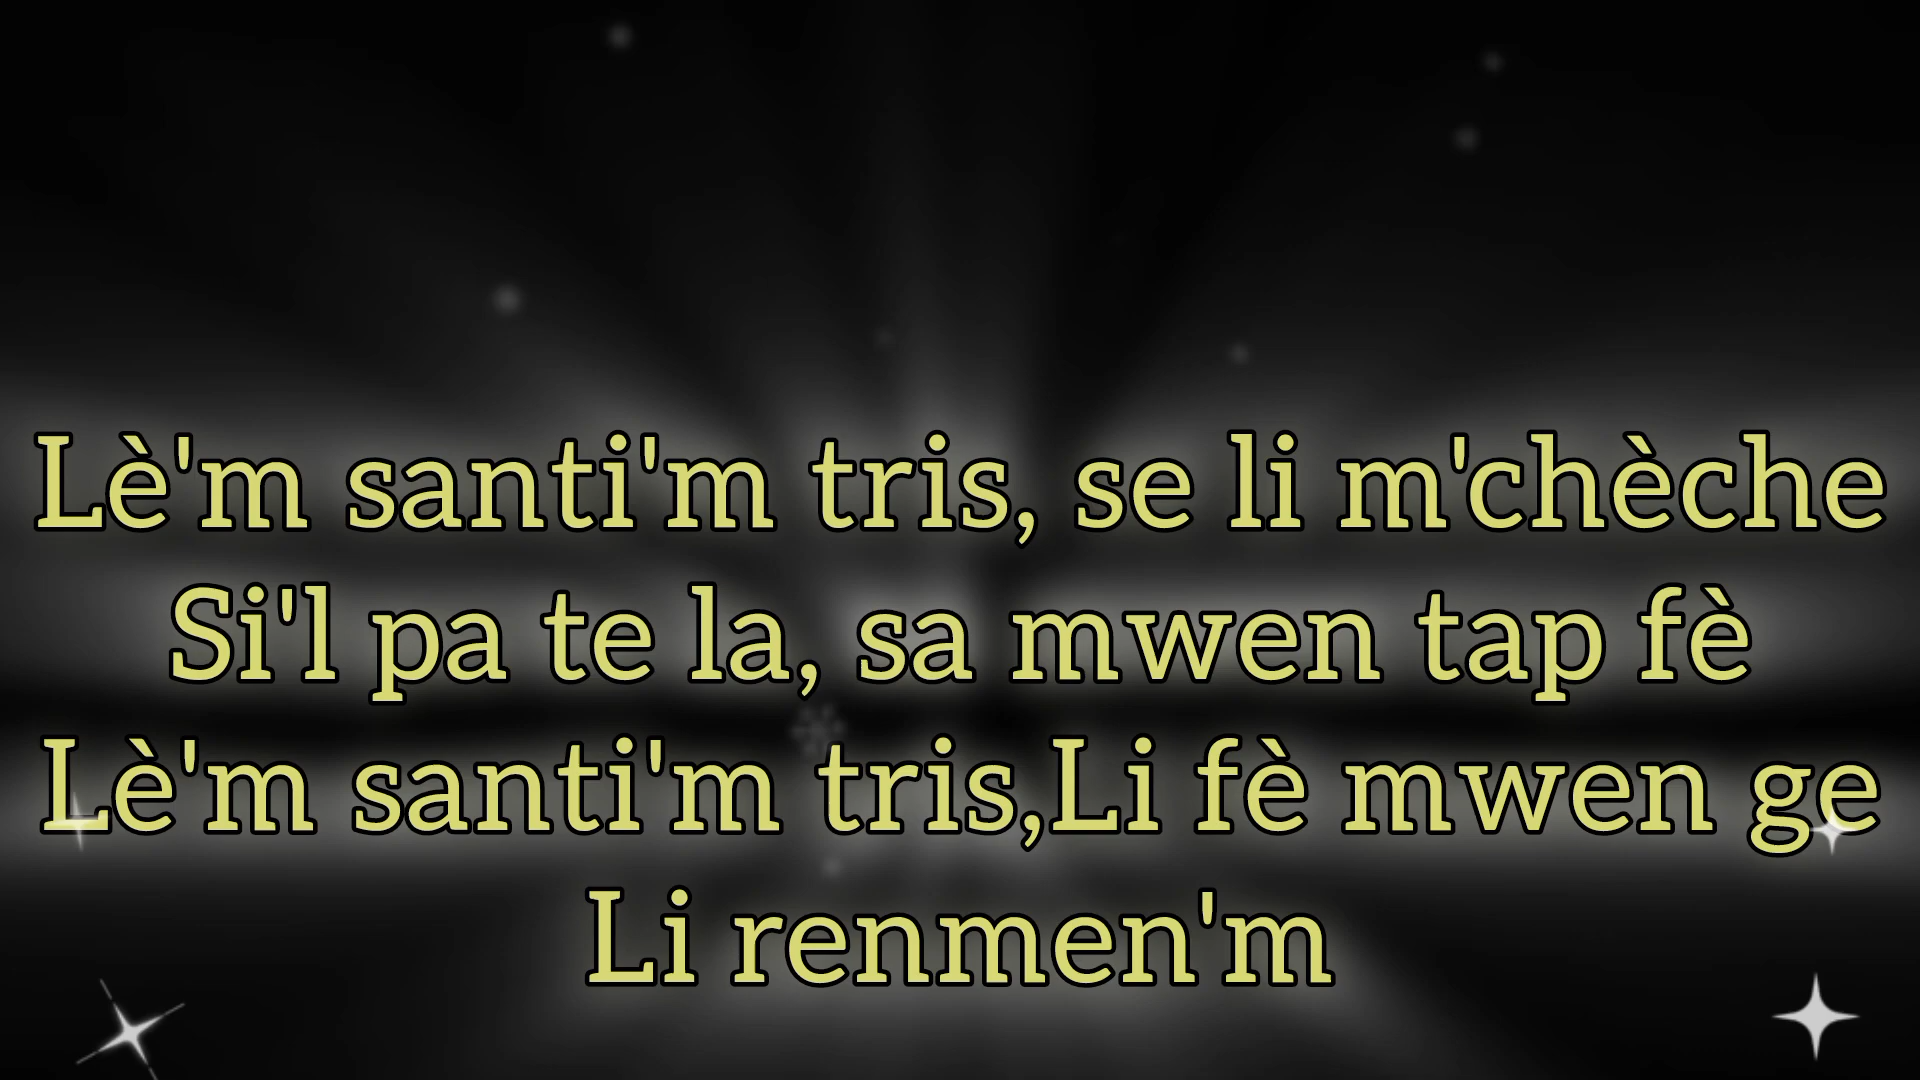 Lè'm santi'm tris, se li m'chèche
Si'l pa te la, sa mwen tap fè
Lè'm santi'm tris,Li fè mwen ge
Li renmen'm